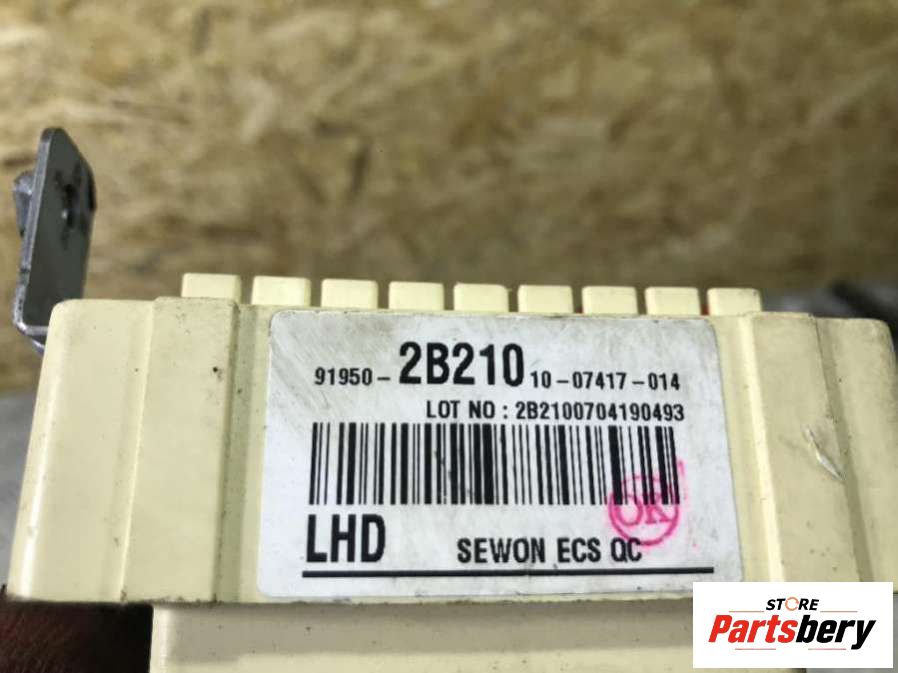 91950-2B210 10-07417-014
LOT NO : 2B2100704190493
OK
LHD SEWON ECS QC
STORE
Partsbery